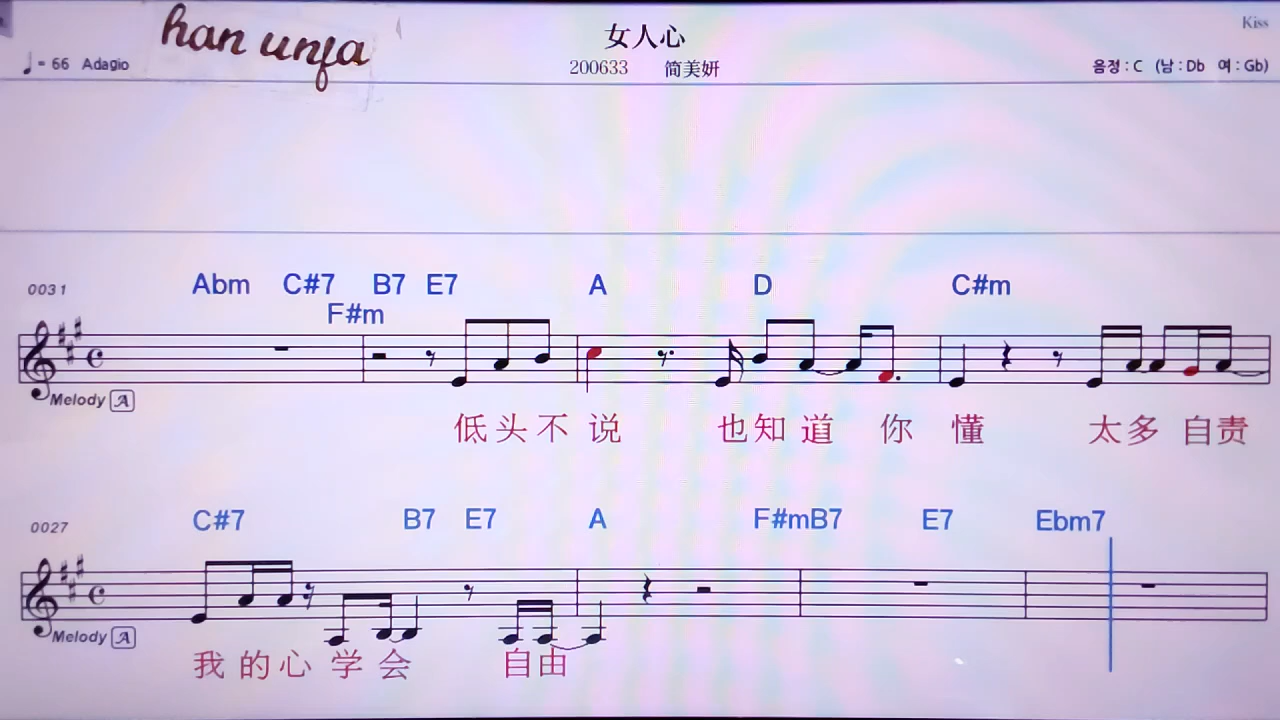 han unfa
女人心
Kiss
♩= 66 Adagio
200633 简美妍
음정 : C (남 : Db 여 : Gb)
Abm C#7 B7 E7 A D C#m
0031
F#m
Melody A
低头不说 也知道 你 懂 太多 自责
C#7 B7 E7 A F#mB7 E7 Ebm7
0027
Melody A
我的心学会 自由